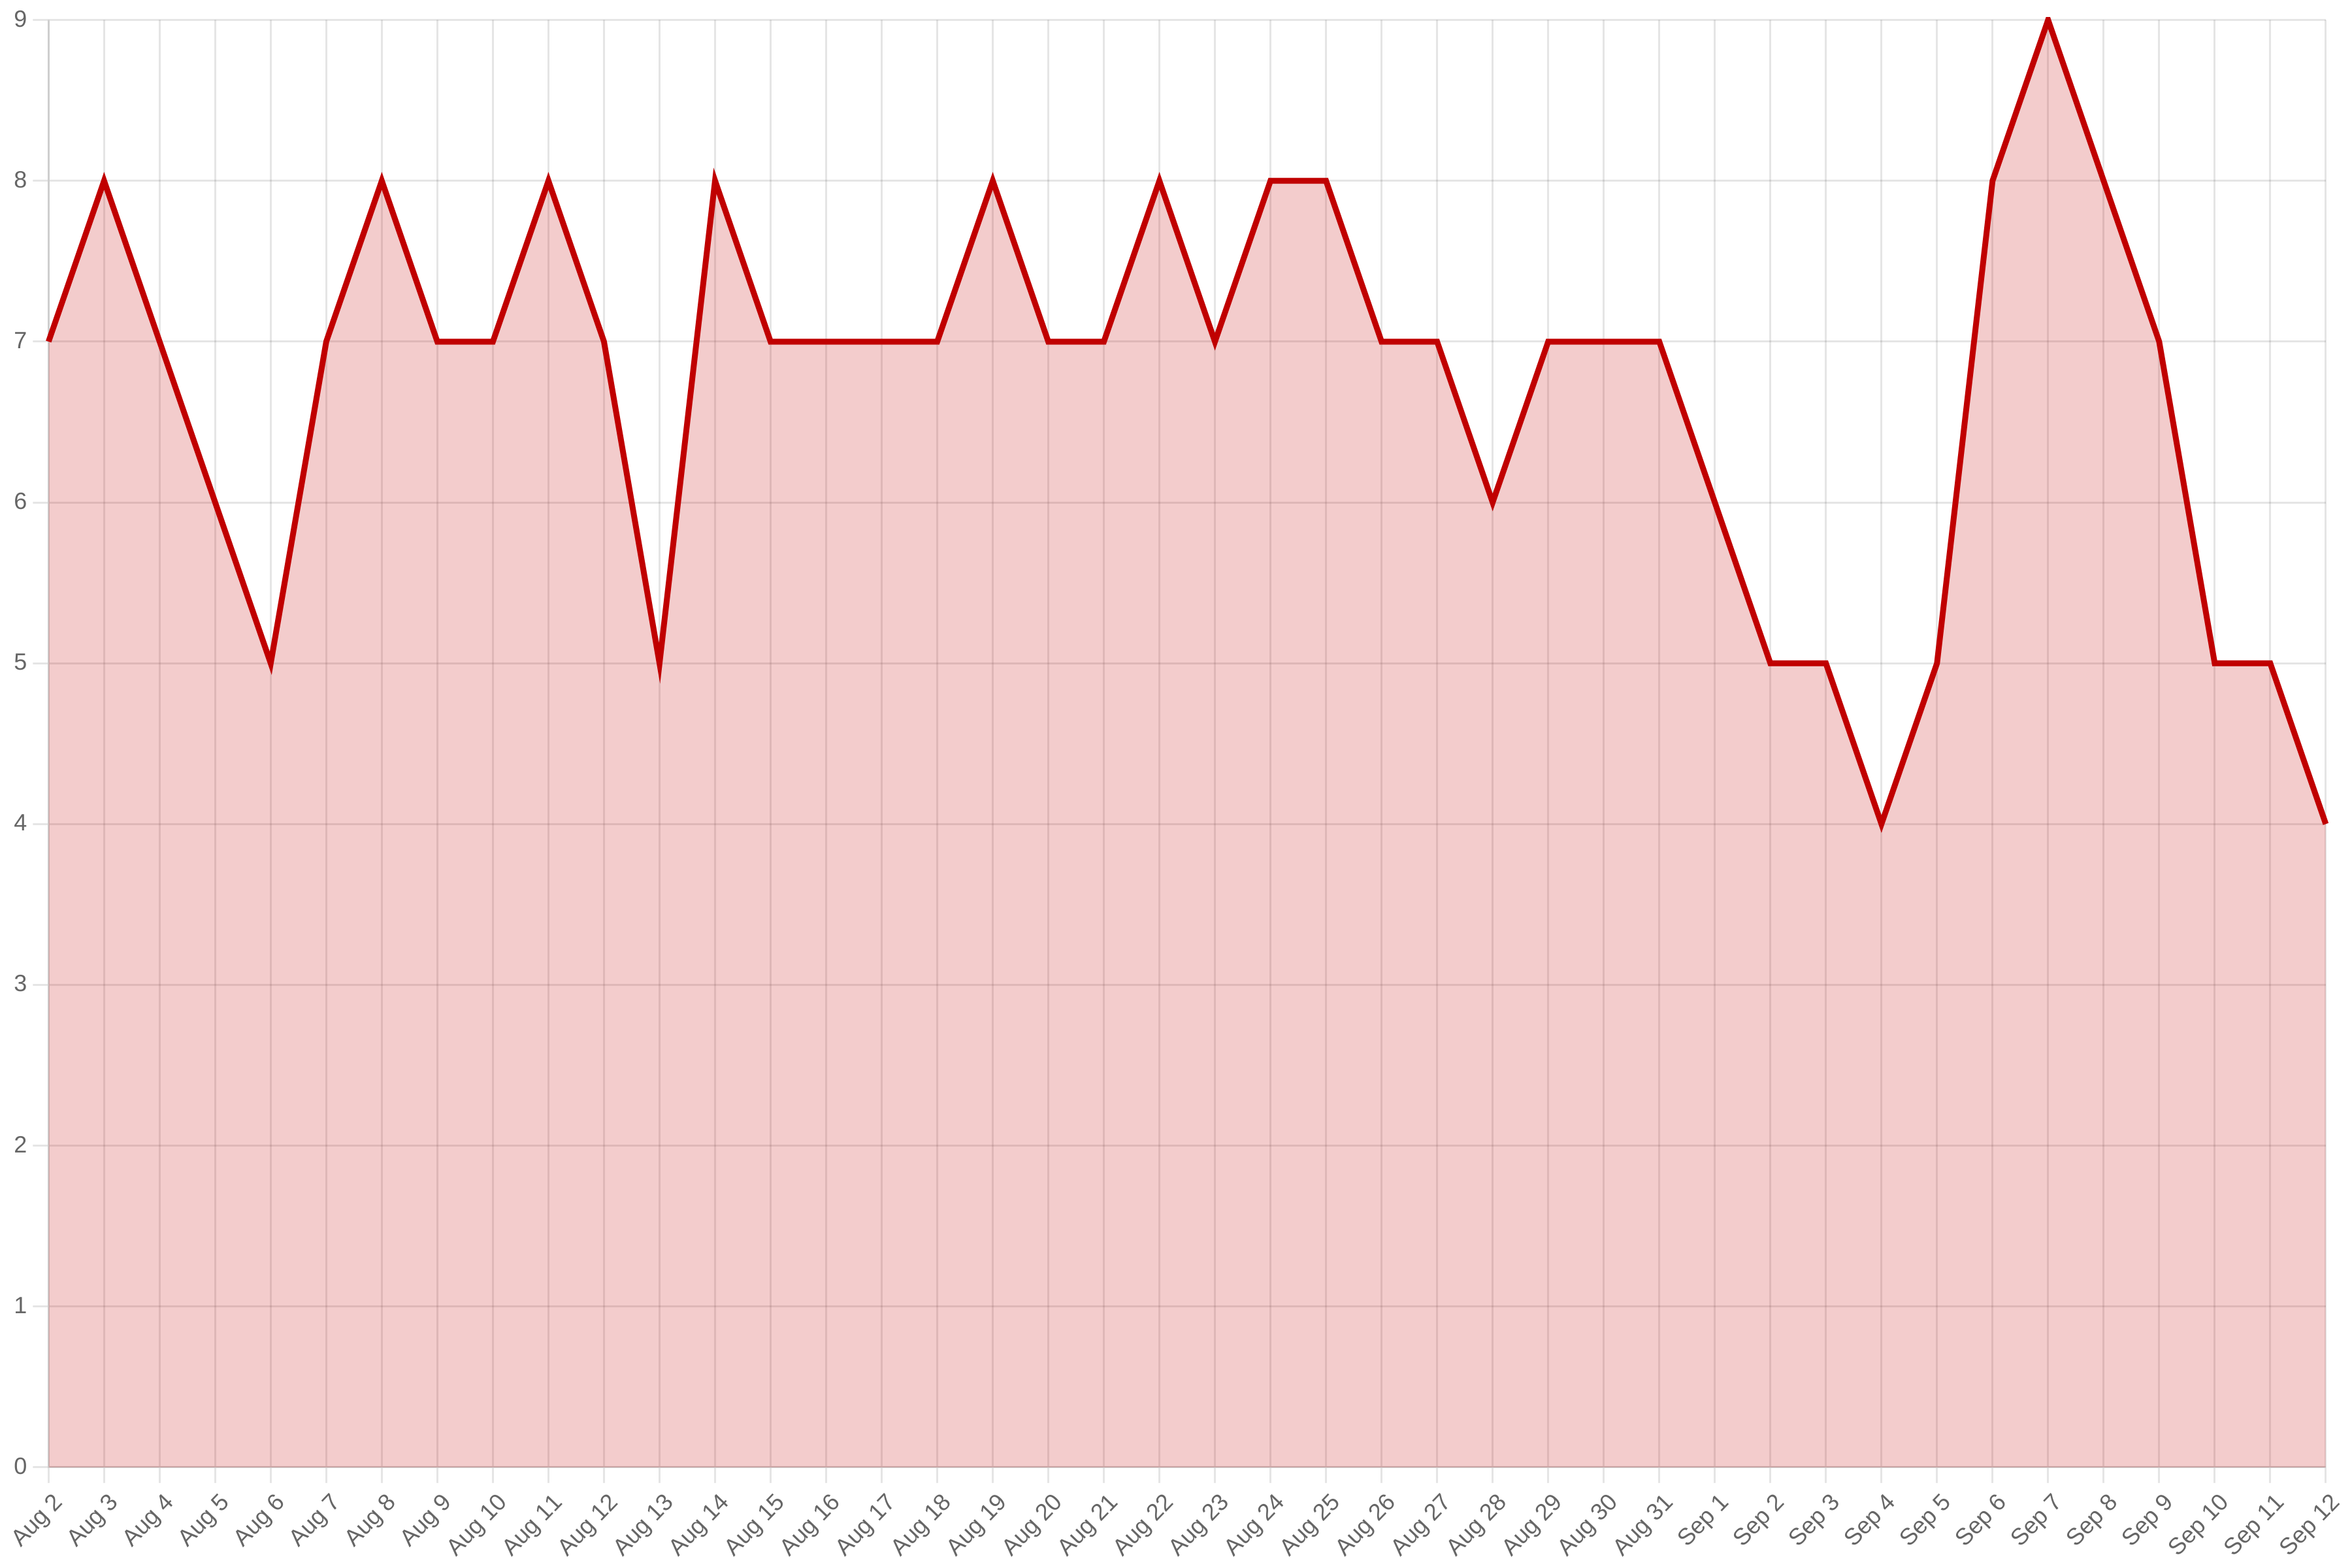 9
8
7
6
5
4
3
2
1
0
Aug 2
Aug 3
Aug 4
Aug 5
Aug 6
Aug 7
Aug 8
Aug 9
Aug 10
Aug 11
Aug 12
Aug 13
Aug 14
Aug 15
Aug 16
Aug 17
Aug 18
Aug 19
Aug 20
Aug 21
Aug 22
Aug 23
Aug 24
Aug 25
Aug 26
Aug 27
Aug 28
Aug 29
Aug 30
Aug 31
Sep 1
Sep 2
Sep 3
Sep 4
Sep 5
Sep 6
Sep 7
Sep 8
Sep 9
Sep 10
Sep 11
Sep 12